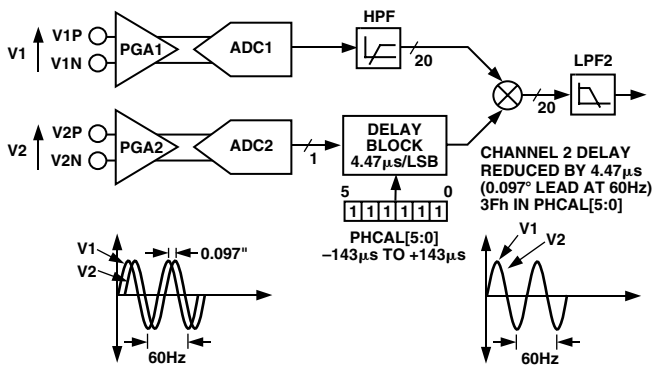 HPF
V1
V1P
V1N
PGA1
ADC1
20
LPF2
20
V2
V2P
V2N
PGA2
ADC2
1
DELAY
BLOCK
4.47μs/LSB
CHANNEL 2 DELAY
REDUCED BY 4.47μs
(0.097° LEAD AT 60Hz)
3Fh IN PHCAL[5:0]
5 0
1 1 1 1 1 1
PHCAL[5:0]
–143μs TO +143μs
V1
V2
0.097"
60Hz
V1
V2
60Hz